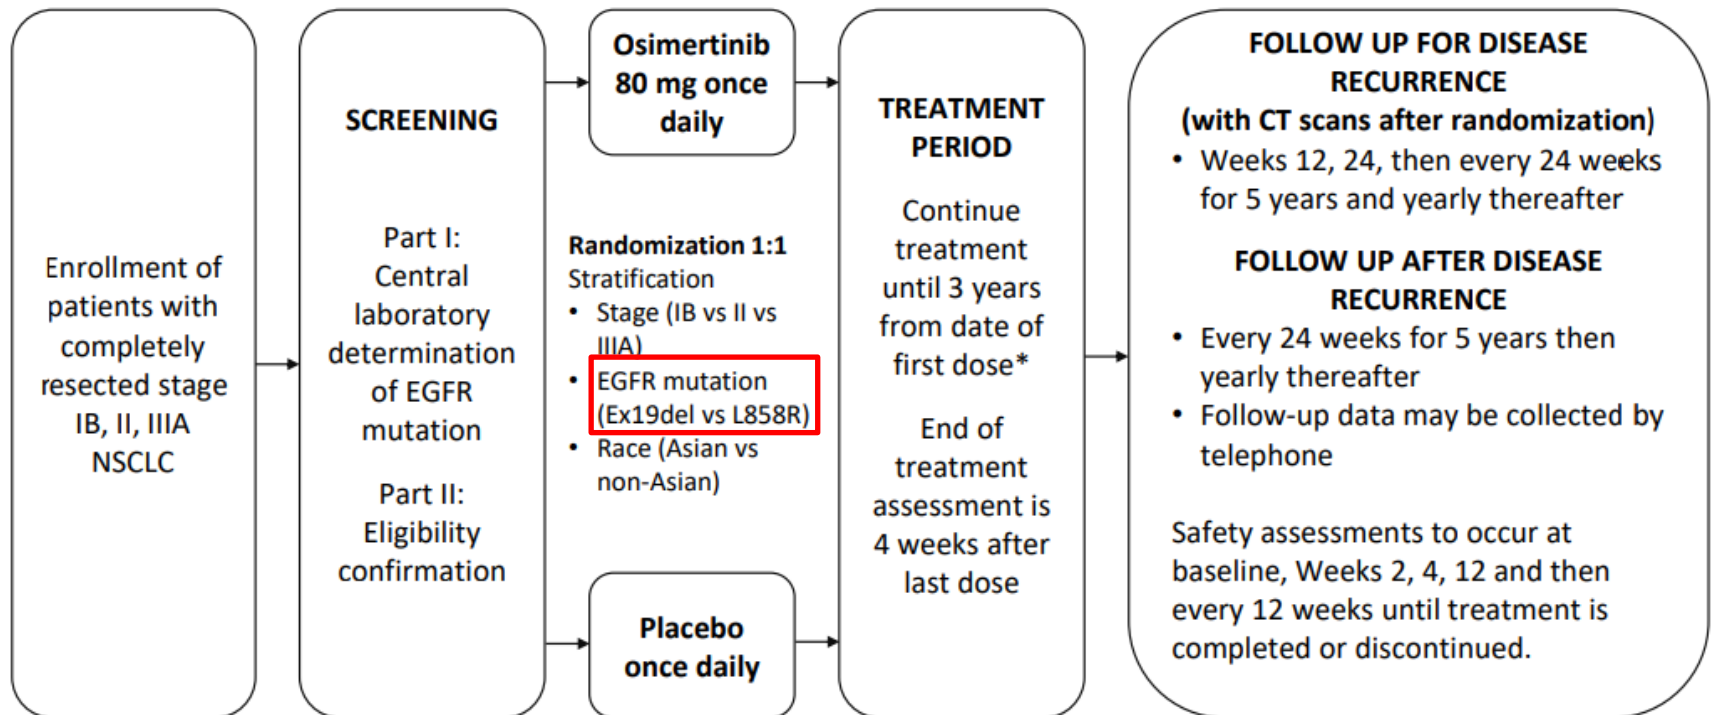 Enrollment of
patients with
completely
resected stage
IB, II, IIIA
NSCLC
SCREENING
Part I:
Central
laboratory
determination
of EGFR
mutation
Part II:
Eligibility
confirmation
Osimertinib
80 mg once
daily
Randomization 1:1
Stratification
• Stage (IB vs II vs
IIIA)
• EGFR mutation
(Ex19del vs L858R)
• Race (Asian vs
non-Asian)
Placebo
once daily
TREATMENT
PERIOD
Continue
treatment
until 3 years
from date of
first dose*
End of
treatment
assessment is
4 weeks after
last dose
FOLLOW UP FOR DISEASE
RECURRENCE
(with CT scans after randomization)
• Weeks 12, 24, then every 24 weeks
for 5 years and yearly thereafter
FOLLOW UP AFTER DISEASE
RECURRENCE
• Every 24 weeks for 5 years then
yearly thereafter
• Follow-up data may be collected by
telephone
Safety assessments to occur at
baseline, Weeks 2, 4, 12 and then
every 12 weeks until treatment is
completed or discontinued.